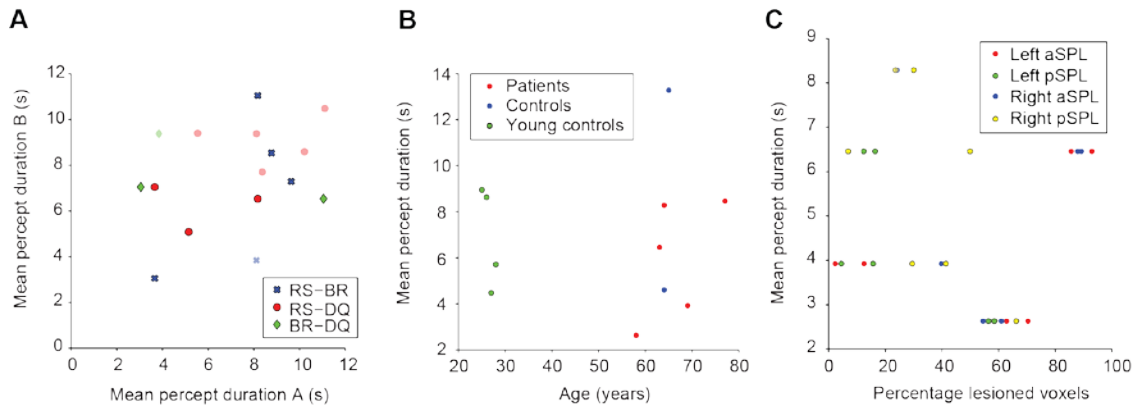 A
Mean percept duration B (s)
12
10
8
6
4
2
0
0 2 4 6 8 10 12
Mean percept duration A (s)
RS-BR
RS-DQ
BR-DQ
B
Mean percept duration (s)
14
12
10
8
6
4
2
20 30 40 50 60 70 80
Age (years)
Patients
Controls
Young controls
C
Mean percept duration (s)
9
8
7
6
5
4
3
2
0 20 40 60 80 100
Percentage lesioned voxels
Left aSPL
Left pSPL
Right aSPL
Right pSPL